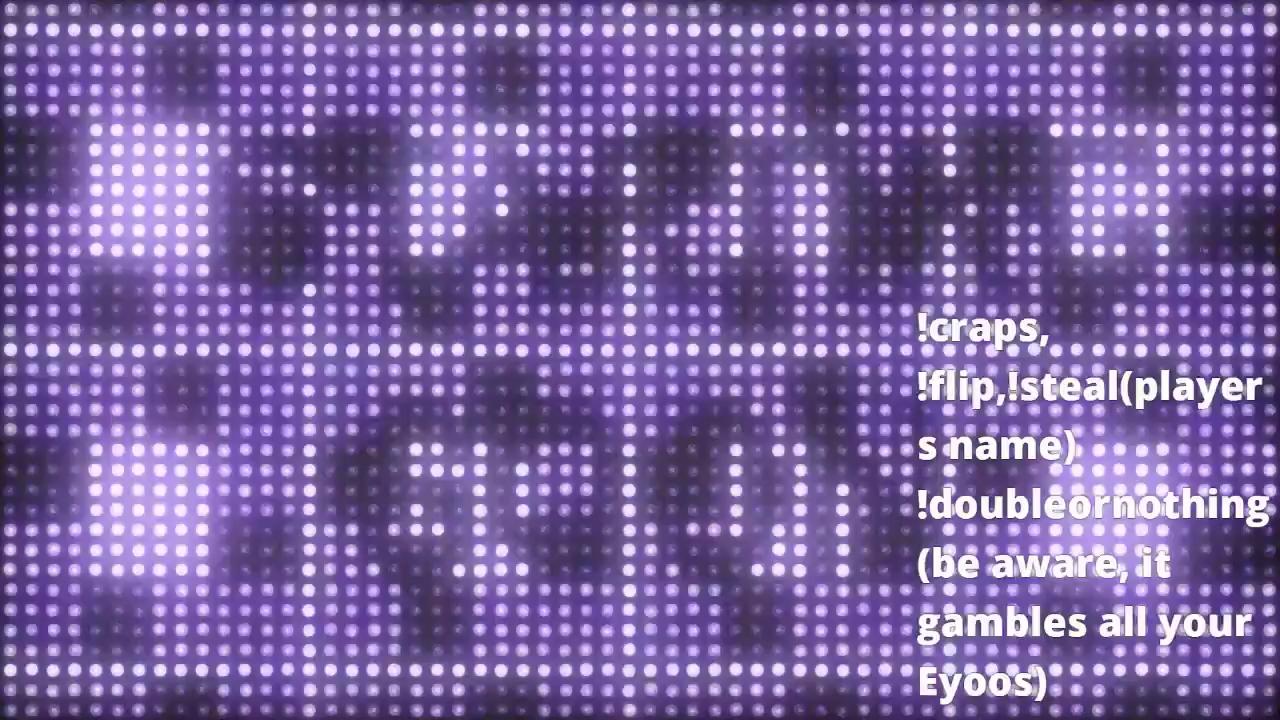 !craps,
!flip,!steal(player
s name)
!doubleornothing
(be aware, it
gambles all your
Eyoos)